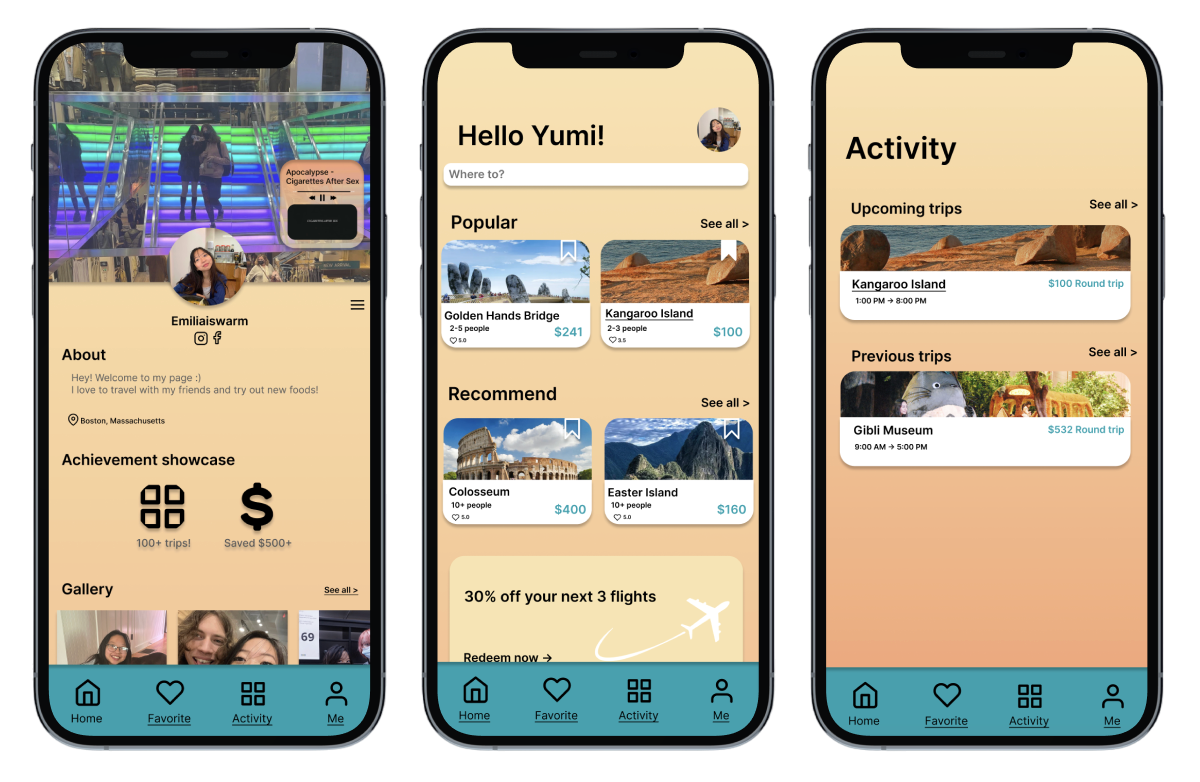 Apocalypse -
Cigarettes After Sex
CIGARETTES AFTER SEX
Emiliaiswarm
About
Hey! Welcome to my page :)
I love to travel with my friends and try out new foods!
Boston, Massachusetts
Achievement showcase
100+ trips!
Saved $500+
Gallery
See all >
69
Home
Favorite
Activity
Me
Hello Yumi!
Where to?
Popular
See all >
Golden Hands Bridge
2-5 people
$241
5.0
Kangaroo Island
2-3 people
$100
3.5
Recommend
See all >
Colosseum
10+ people
$400
5.0
Easter Island
10+ people
$160
5.0
30% off your next 3 flights
Redeem now →
Home
Favorite
Activity
Me
Activity
Upcoming trips
See all >
Kangaroo Island
$100 Round trip
1:00 PM → 8:00 PM
Previous trips
See all >
Gibli Museum
$532 Round trip
9:00 AM → 5:00 PM
Home
Favorite
Activity
Me